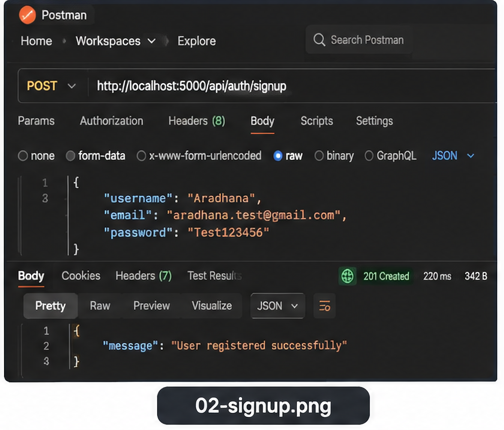 Postman
Home Workspaces Explore Search Postman
POST http://localhost:5000/api/auth/signup
Params Authorization Headers (8) Body Scripts Settings
none form-data x-www-form-urlencoded raw binary GraphQL JSON
1 {
3 "username": "Aradhana",
"email": "aradhana.test@gmail.com",
"password": "Test123456"
}
Body Cookies Headers (7) Test Results 201 Created 220 ms 342 B
Pretty Raw Preview Visualize JSON
1 {
2 "message": "User registered successfully"
3 }
02-signup.png